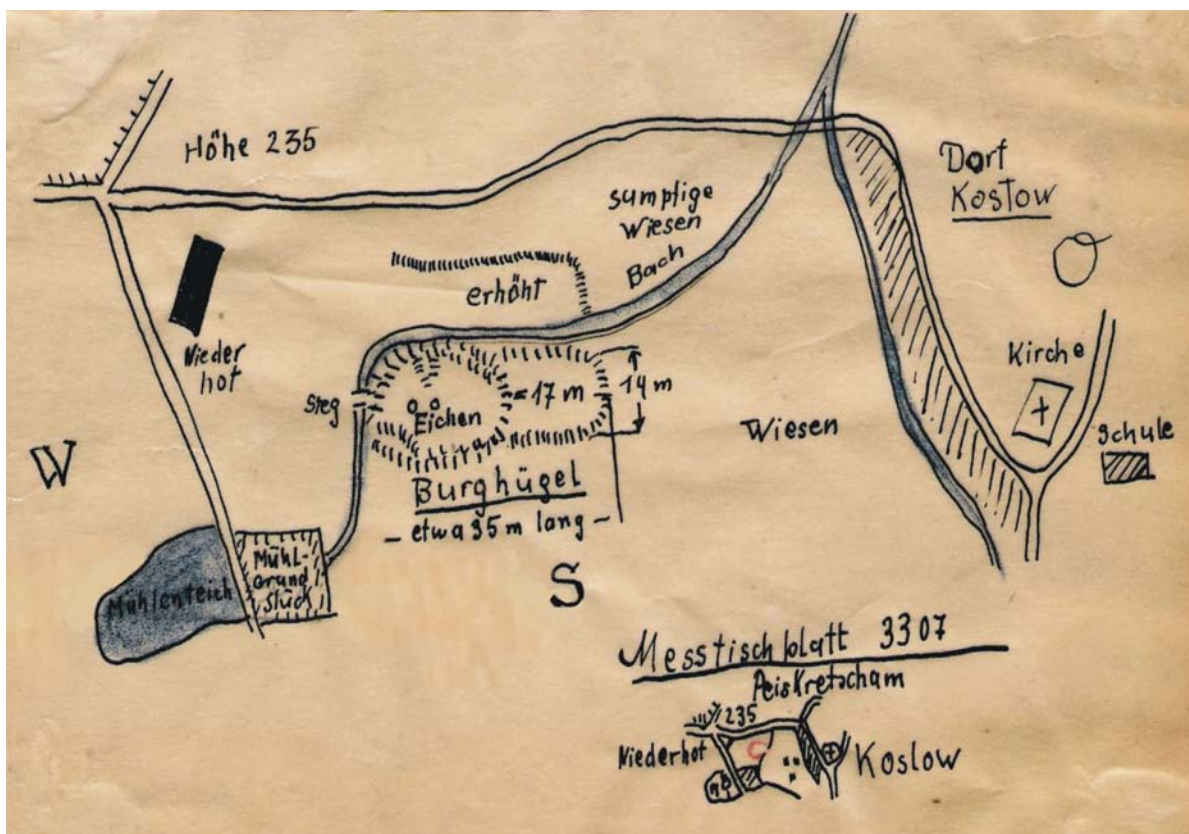 Höhe 235
Dorf
Kostow
sumpfige
Wiesen
Bach
erhöht
Nieder
hof
Kirche
Steg
= 17 m
14 m
Eichen
Wiesen
Schule
W
Burghügel
– etwa 35 m lang –
Mühl-
grund
stück
Mühlenteich
S
Messtischblatt 3307
Peiskretscham
235
Niederhof
Koslow